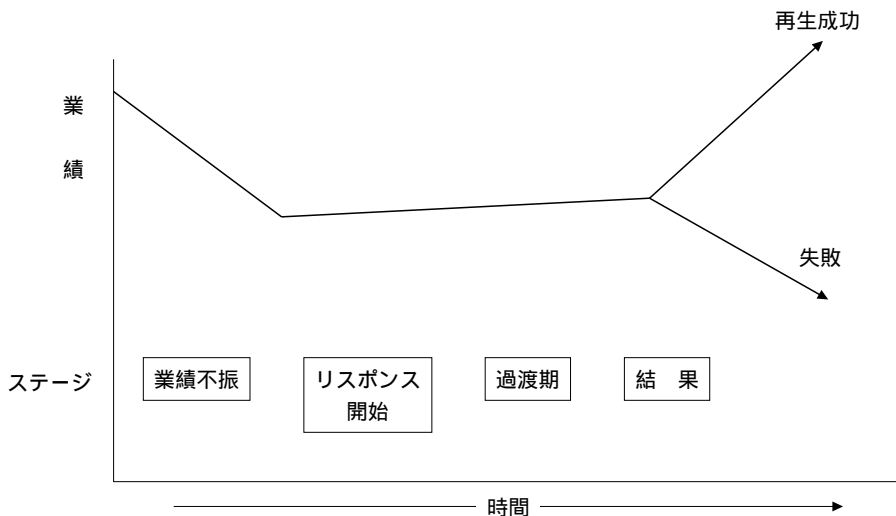 再生成功
業
績
失敗
ステージ
業績不振
リスポンス
開始
過渡期
結　果
時間